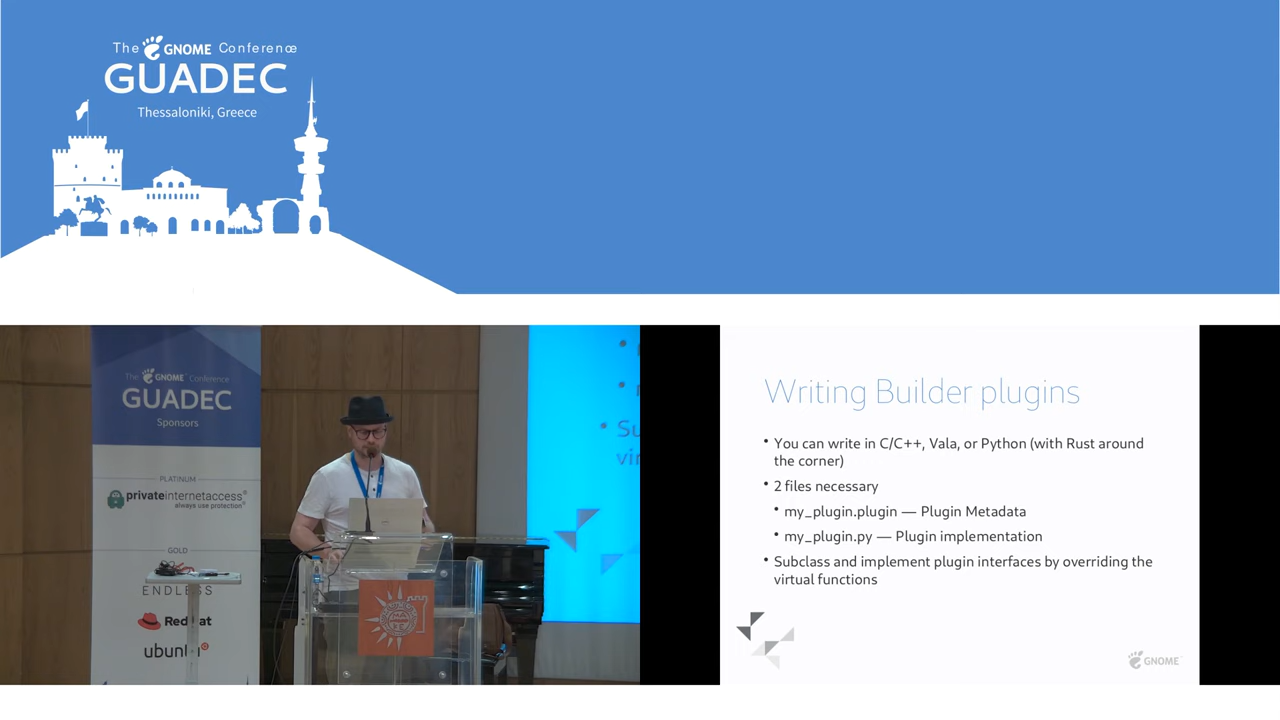 The GNOME Conference
GUADEC
Thessaloniki, Greece
The GNOME Conference
GUADEC
Sponsors
PLATINUM
privateinternetaccess
always use protection
GOLD
ENDLESS
Red Hat
ubuntu
Su
vir
Writing Builder plugins
• You can write in C/C++, Vala, or Python (with Rust around
the corner)
• 2 files necessary
• my_plugin.plugin — Plugin Metadata
• my_plugin.py — Plugin implementation
• Subclass and implement plugin interfaces by overriding the
virtual functions
GNOME